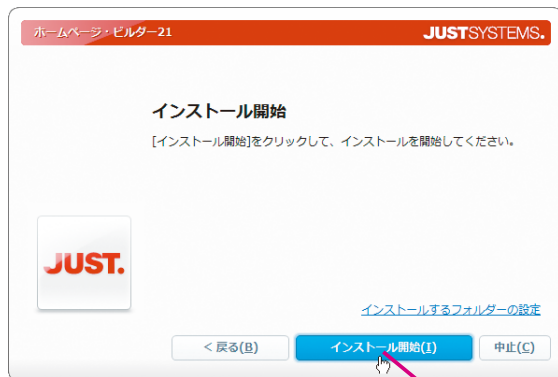 ホームページ・ビルダー21
JUSTSYSTEMS.
インストール開始
[インストール開始]をクリックして、インストールを開始してください。
JUST.
インストールするフォルダーの設定
< 戻る(B)
インストール開始(I)
中止(C)